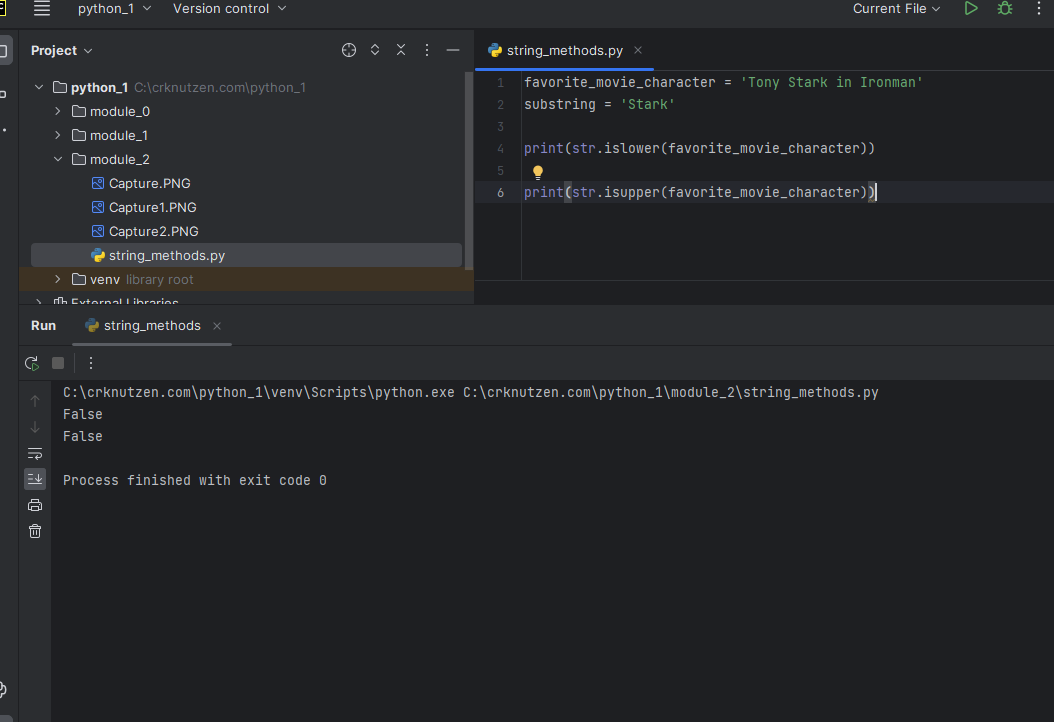 python_1 Version control Current File
Project
string_methods.py
python_1 C:\crknutzen.com\python_1
module_0
module_1
module_2
Capture.PNG
Capture1.PNG
Capture2.PNG
string_methods.py
venv library root
External Libraries
1 favorite_movie_character = 'Tony Stark in Ironman'
2 substring = 'Stark'
3
4 print(str.islower(favorite_movie_character))
5
6 print(str.isupper(favorite_movie_character))
Run string_methods
C:\crknutzen.com\python_1\venv\Scripts\python.exe C:\crknutzen.com\python_1\module_2\string_methods.py
False
False
Process finished with exit code 0